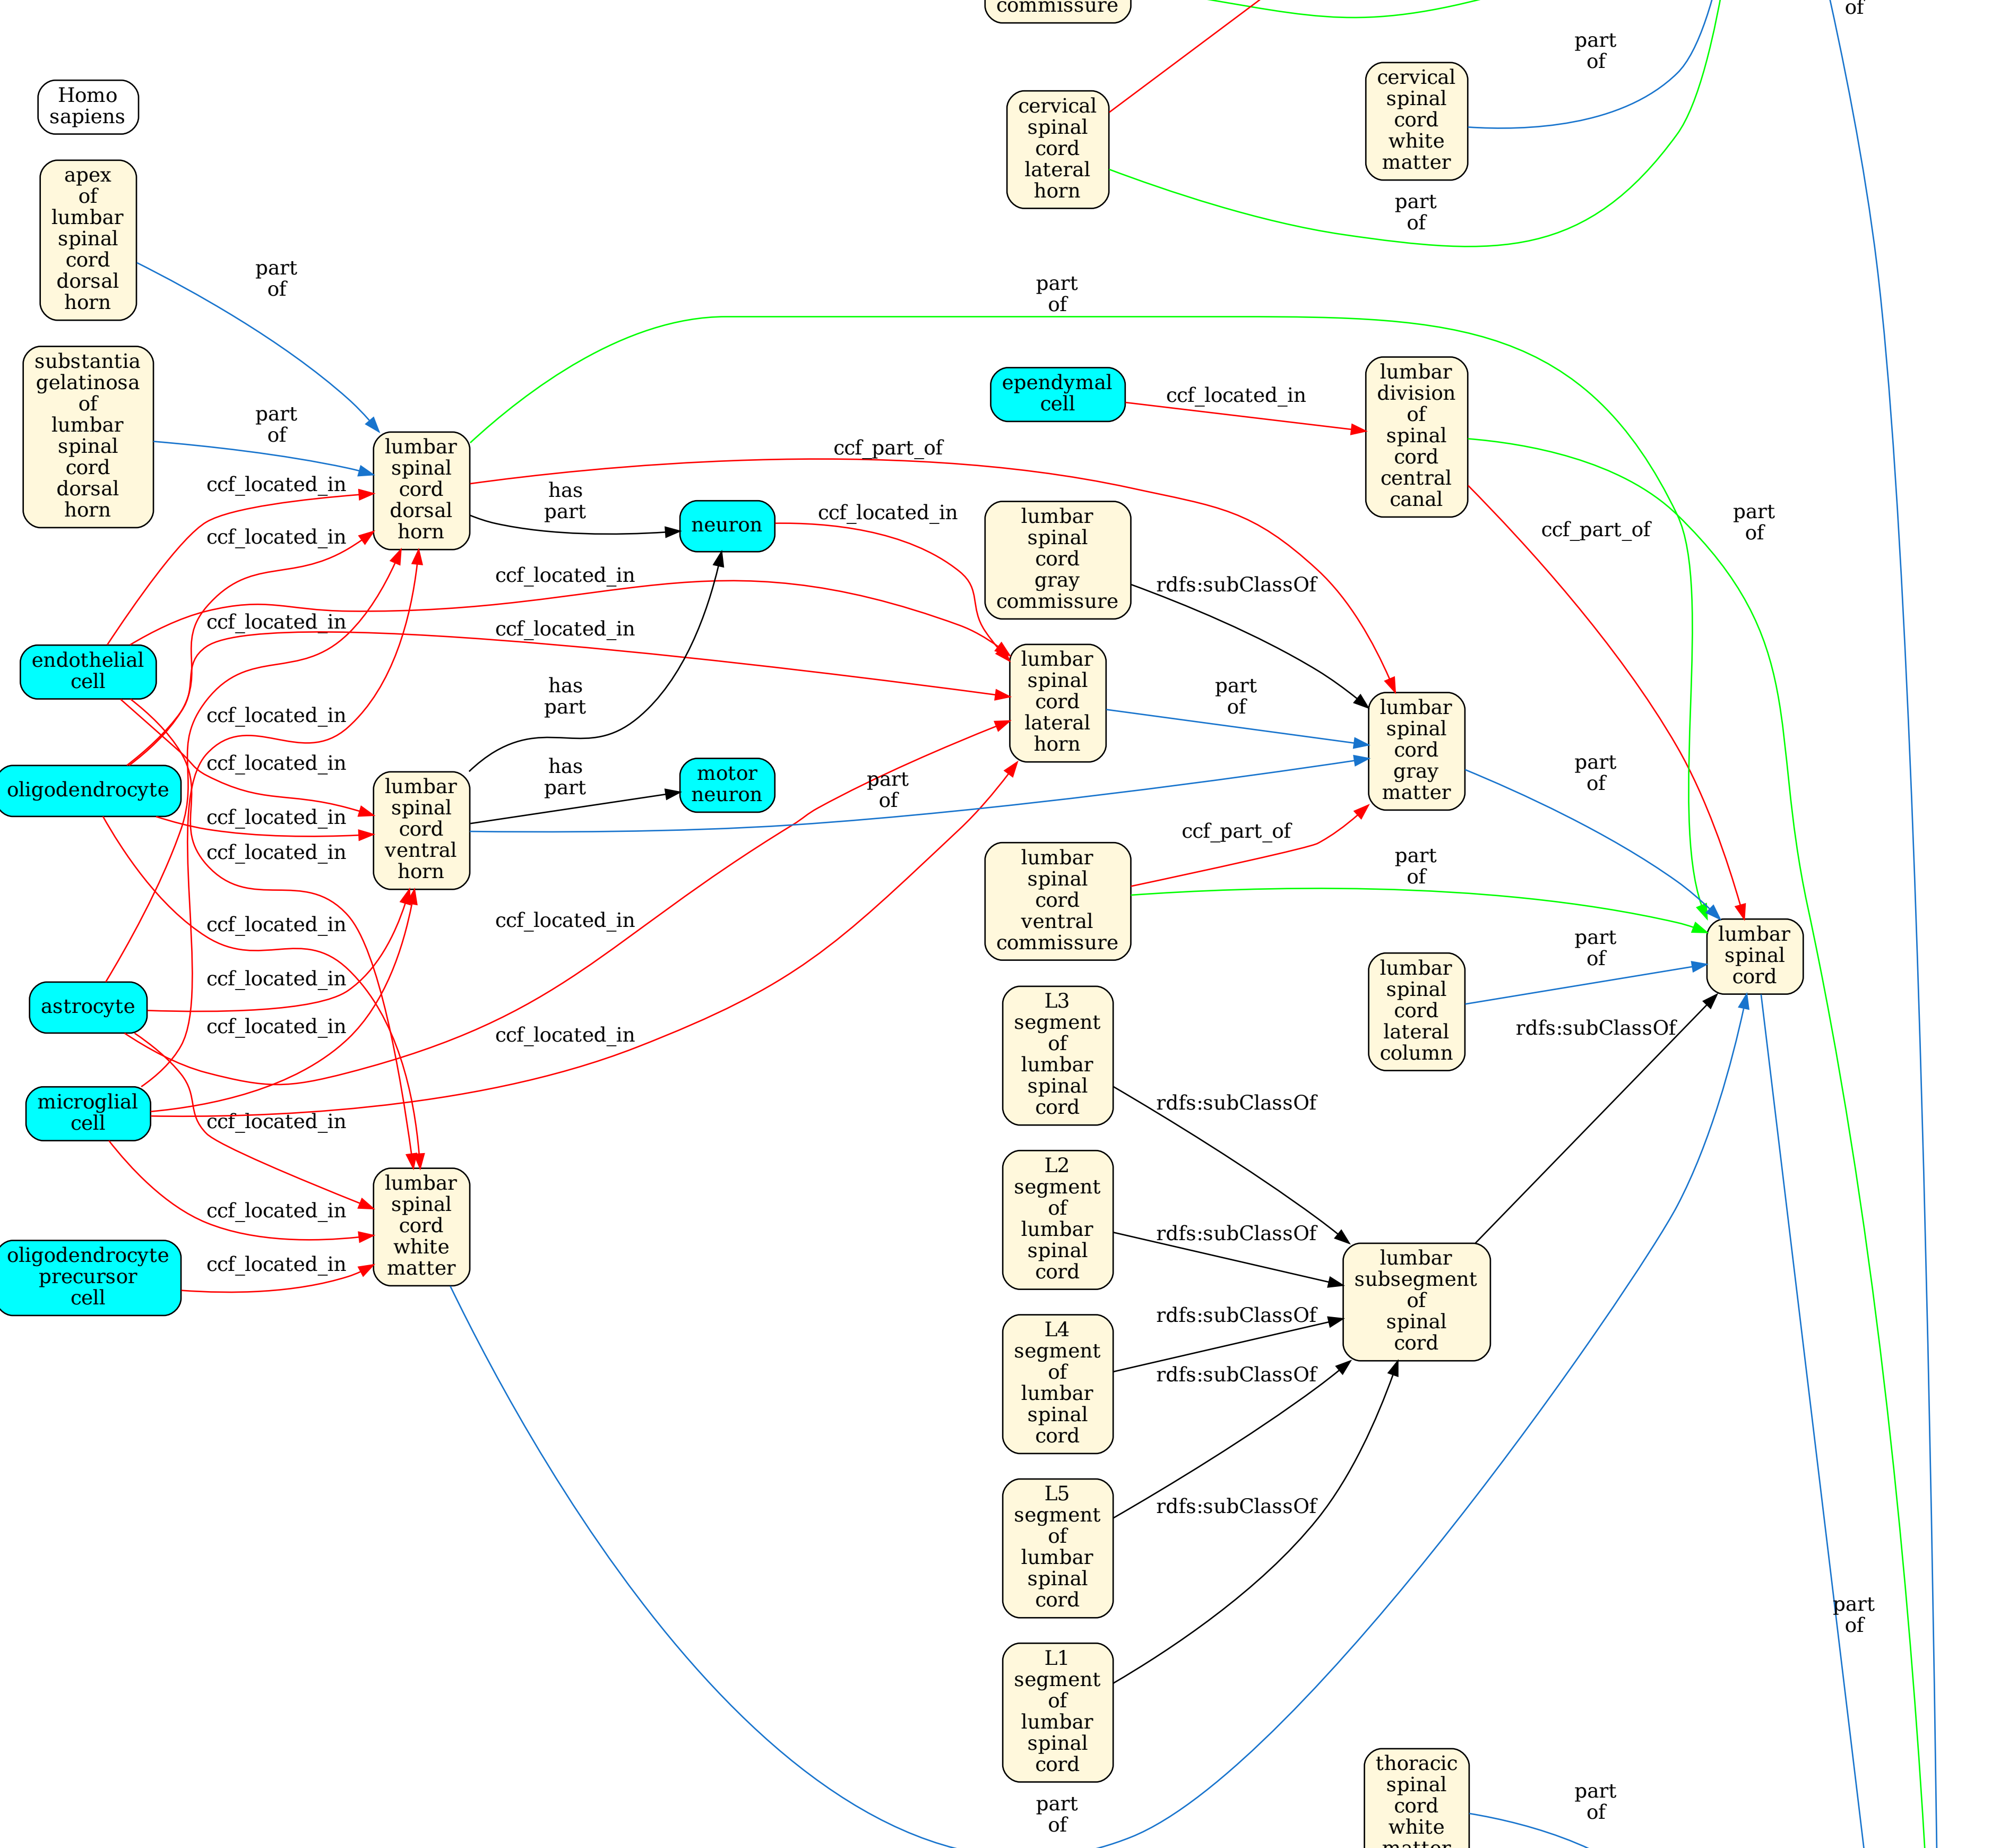 commissure
of
part
of
cervical
spinal
cord
white
matter
Homo
sapiens
cervical
spinal
cord
lateral
horn
apex
of
lumbar
spinal
cord
dorsal
horn
part
of
part
of
part
of
substantia
gelatinosa
of
lumbar
spinal
cord
dorsal
horn
part
of
ependymal
cell
ccf_located_in
lumbar
division
of
spinal
cord
central
canal
lumbar
spinal
cord
dorsal
horn
ccf_part_of
ccf_located_in
has
part
neuron
ccf_located_in
lumbar
spinal
cord
gray
commissure
ccf_part_of
part
of
ccf_located_in
ccf_located_in
rdfs:subClassOf
ccf_located_in
ccf_located_in
endothelial
cell
has
part
lumbar
spinal
cord
lateral
horn
part
of
lumbar
spinal
cord
gray
matter
ccf_located_in
ccf_located_in
oligodendrocyte
has
part
motor
neuron
part
of
part
of
lumbar
spinal
cord
ventral
horn
ccf_located_in
ccf_located_in
ccf_part_of
lumbar
spinal
cord
ventral
commissure
part
of
ccf_located_in
ccf_located_in
part
of
lumbar
spinal
cord
lumbar
spinal
cord
lateral
column
ccf_located_in
astrocyte
ccf_located_in
ccf_located_in
L3
segment
of
lumbar
spinal
cord
rdfs:subClassOf
microglial
cell
ccf_located_in
rdfs:subClassOf
lumbar
spinal
cord
white
matter
ccf_located_in
L2
segment
of
lumbar
spinal
cord
rdfs:subClassOf
oligodendrocyte
precursor
cell
ccf_located_in
lumbar
subsegment
of
spinal
cord
L4
segment
of
lumbar
spinal
cord
rdfs:subClassOf
rdfs:subClassOf
L5
segment
of
lumbar
spinal
cord
rdfs:subClassOf
part
of
L1
segment
of
lumbar
spinal
cord
part
of
thoracic
spinal
cord
white
matter
part
of